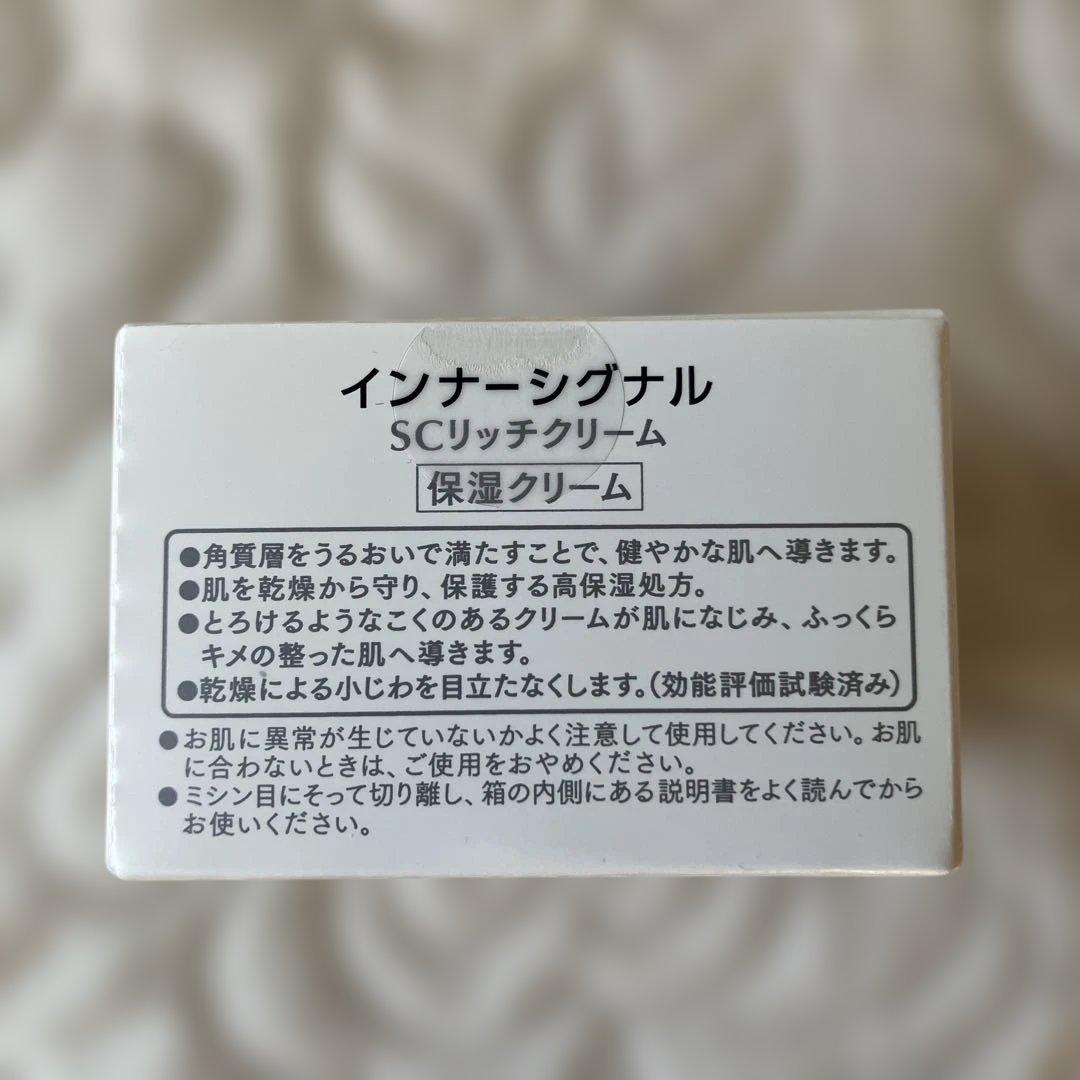 インナーシグナル
SCリッチクリーム
保湿クリーム
●角質層をうるおいで満たすことで、健やかな肌へ導きます。
●肌を乾燥から守り、保護する高保湿処方。
●とろけるようなこくのあるクリームが肌になじみ、ふっくら
キメの整った肌へ導きます。
●乾燥による小じわを目立たなくします。(効能評価試験済み)
●お肌に異常が生じていないかよく注意して使用してください。お肌
に合わないときは、ご使用をおやめください。
●ミシン目にそって切り離し、箱の内側にある説明書をよく読んでから
お使いください。